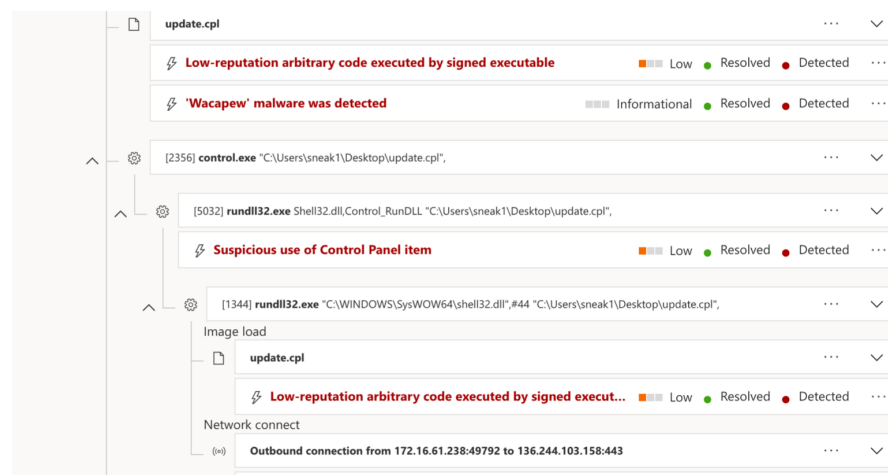 update.cpl ...
Low-reputation arbitrary code executed by signed executable Low Resolved Detected ...
'Wacapew' malware was detected Informational Resolved Detected ...
[2356] control.exe "C:\Users\sneak1\Desktop\update.cpl", ...
[5032] rundll32.exe Shell32.dll,Control_RunDLL "C:\Users\sneak1\Desktop\update.cpl", ...
Suspicious use of Control Panel item Low Resolved Detected ...
[1344] rundll32.exe "C:\WINDOWS\SysWOW64\shell32.dll",#44 "C:\Users\sneak1\Desktop\update.cpl", ...
Image load
update.cpl ...
Low-reputation arbitrary code executed by signed execut... Low Resolved Detected ...
Network connect
Outbound connection from 172.16.61.238:49792 to 136.244.103.158:443 ...